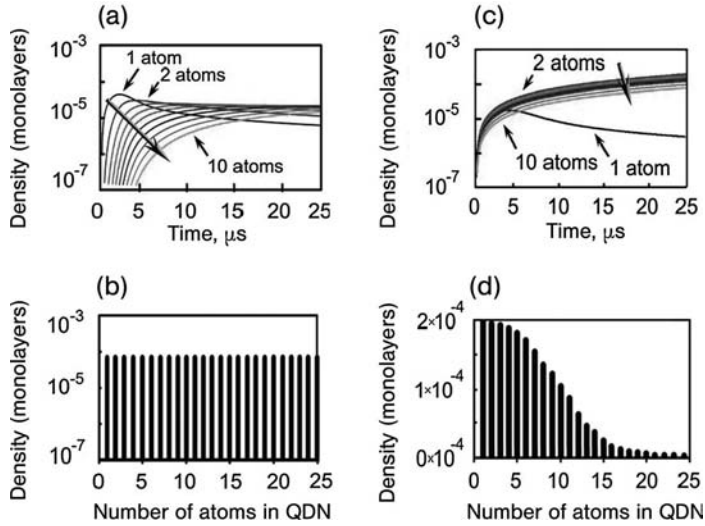 (a)
Density (monolayers)
10-3
10-5
10-7
1 atom
2 atoms
10 atoms
0 5 10 15 20 25
Time, μs
(c)
Density (monolayers)
10-3
10-5
10-7
2 atoms
10 atoms
1 atom
0 5 10 15 20 25
Time, μs
(b)
Density (monolayers)
10-3
10-5
10-7
0 5 10 15 20 25
Number of atoms in QDN
(d)
Density (monolayers)
2×10-4
1×10-4
0×10-4
0 5 10 15 20 25
Number of atoms in QDN